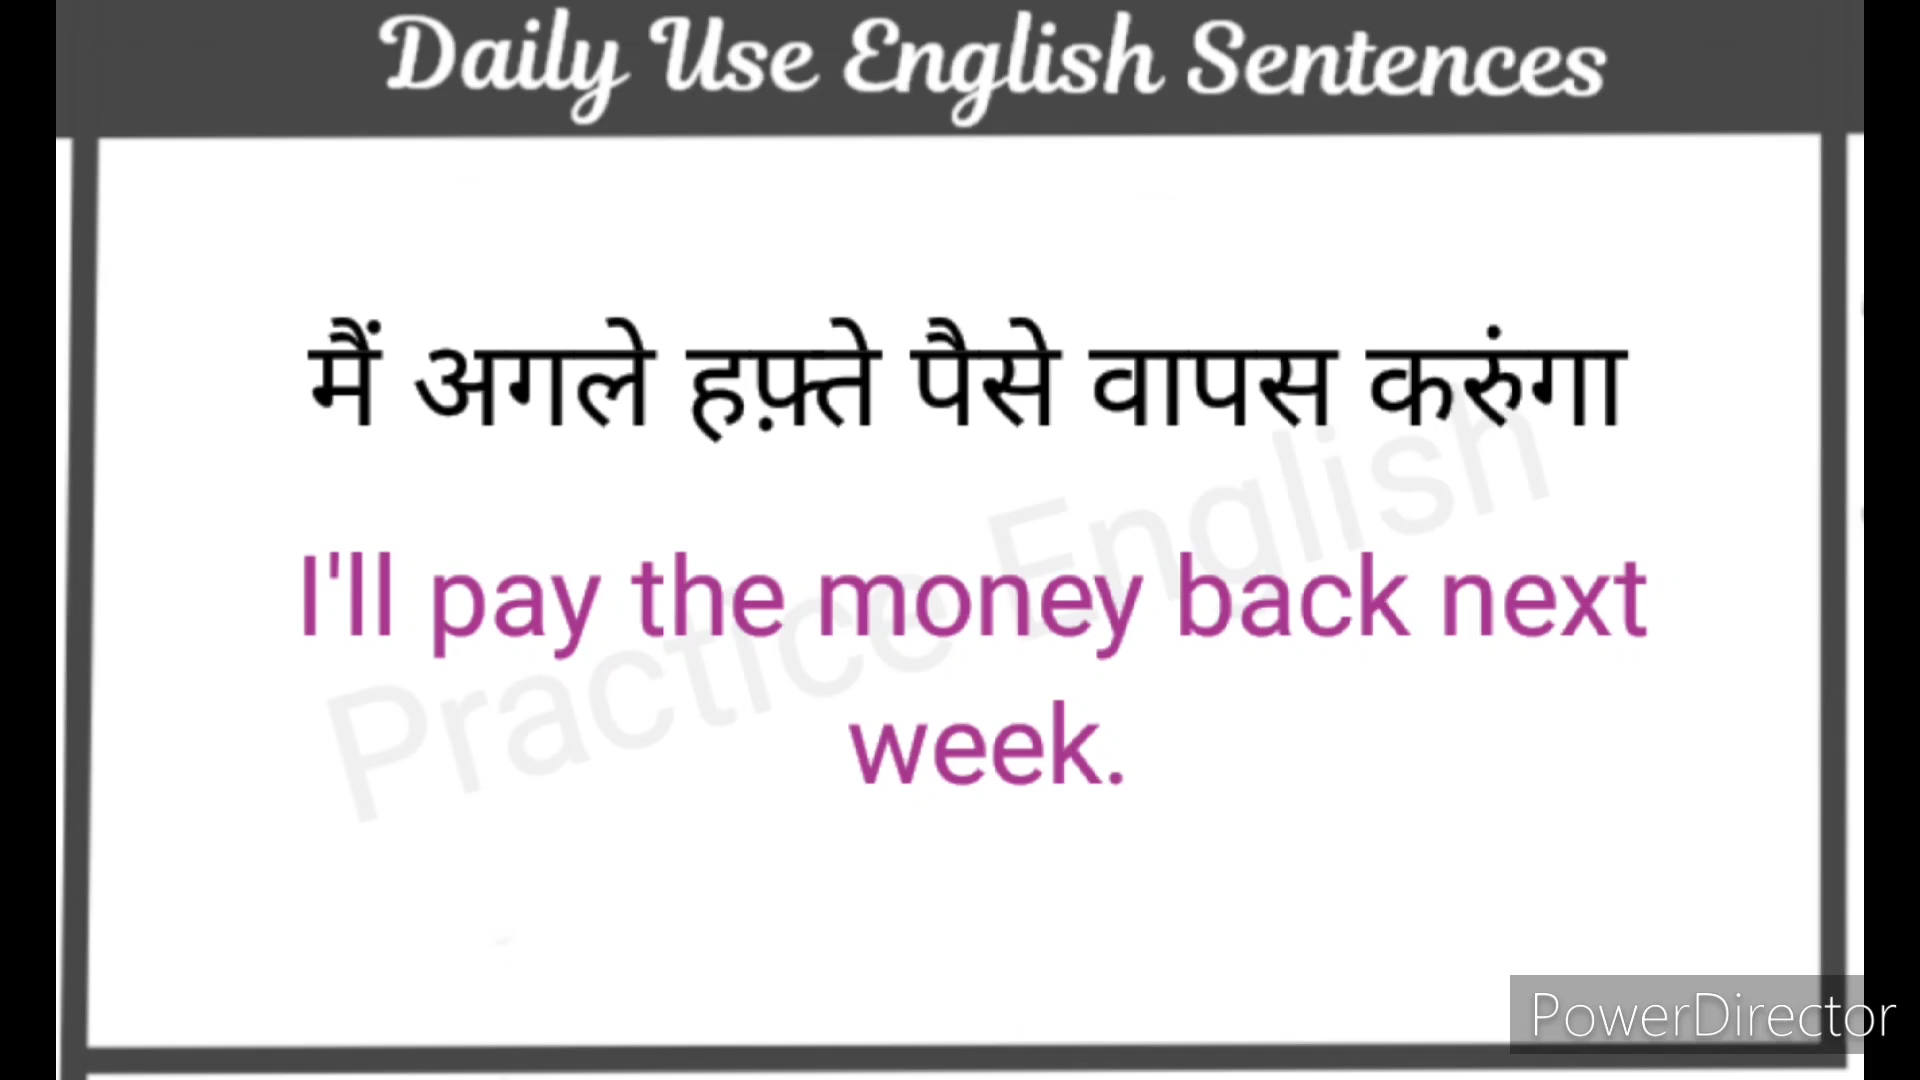 Daily Use English Sentences
मैं अगले हफ़्ते पैसे वापस करुंगा
I'll pay the money back next
week.
Practice English
PowerDirector